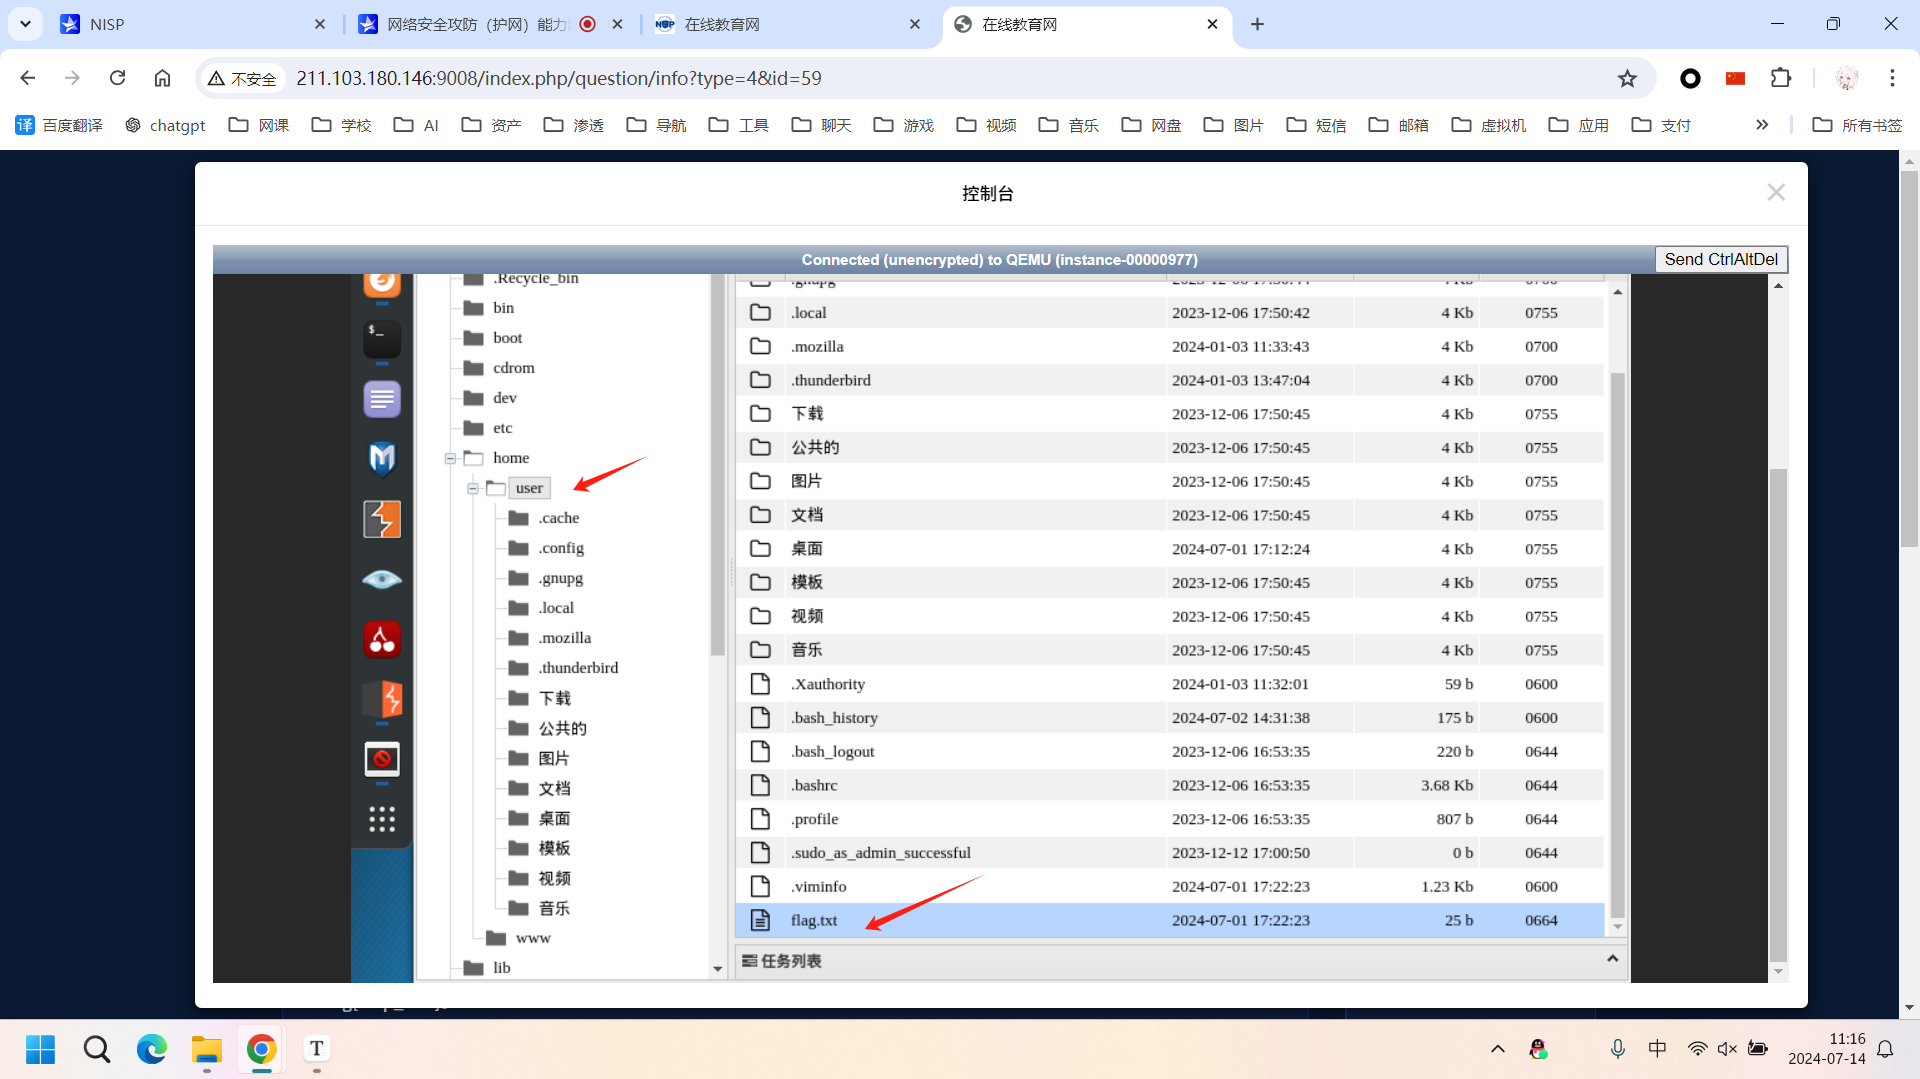 NISP
网络安全攻防（护网）能力
在线教育网
在线教育网
不安全
211.103.180.146:9008/index.php/question/info?type=4&id=59
百度翻译
chatgpt
网课
学校
AI
资产
渗透
导航
工具
聊天
游戏
视频
音乐
网盘
图片
短信
邮箱
虚拟机
应用
支付
所有书签
控制台
Connected (unencrypted) to QEMU (instance-00000977)
Send CtrlAltDel
.Recycle_bin
bin
boot
cdrom
dev
etc
home
user
.cache
.config
.gnupg
.local
.mozilla
.thunderbird
下载
公共的
图片
文档
桌面
模板
视频
音乐
www
lib
.local 2023-12-06 17:50:42 4 Kb 0755
.mozilla 2024-01-03 11:33:43 4 Kb 0700
.thunderbird 2024-01-03 13:47:04 4 Kb 0700
下载 2023-12-06 17:50:45 4 Kb 0755
公共的 2023-12-06 17:50:45 4 Kb 0755
图片 2023-12-06 17:50:45 4 Kb 0755
文档 2023-12-06 17:50:45 4 Kb 0755
桌面 2024-07-01 17:12:24 4 Kb 0755
模板 2023-12-06 17:50:45 4 Kb 0755
视频 2023-12-06 17:50:45 4 Kb 0755
音乐 2023-12-06 17:50:45 4 Kb 0755
.Xauthority 2024-01-03 11:32:01 59 b 0600
.bash_history 2024-07-02 14:31:38 175 b 0600
.bash_logout 2023-12-06 16:53:35 220 b 0644
.bashrc 2023-12-06 16:53:35 3.68 Kb 0644
.profile 2023-12-06 16:53:35 807 b 0644
.sudo_as_admin_successful 2023-12-12 17:00:50 0 b 0644
.viminfo 2024-07-01 17:22:23 1.23 Kb 0600
flag.txt 2024-07-01 17:22:23 25 b 0664
任务列表
中
11:16
2024-07-14